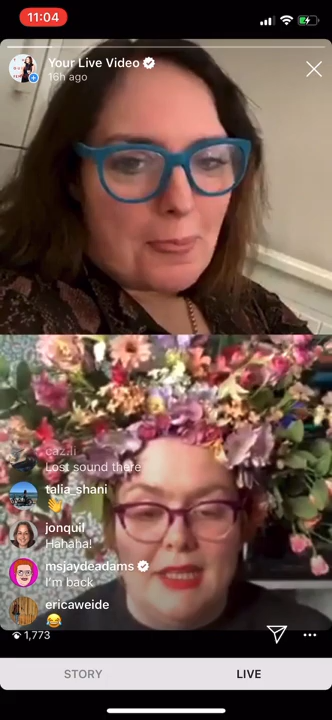 11:04
Your Live Video
16h ago
caz.li
Lost sound there
talia_shani
👋
jonquil
Hahaha!
msjaydeadams
I'm back
ericaweide
😂
1,773
STORY
LIVE